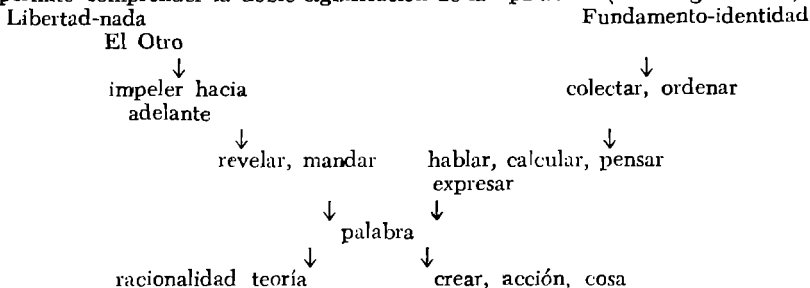 Libertad-nada Fundamento-identidad
El Otro
↓ ↓
impeler hacia colectar, ordenar
adelante
↓ ↓
revelar, mandar hablar, calcular, pensar
expresar
↓ ↓
palabra
↓ ↓
racionalidad teoría crear, acción, cosa